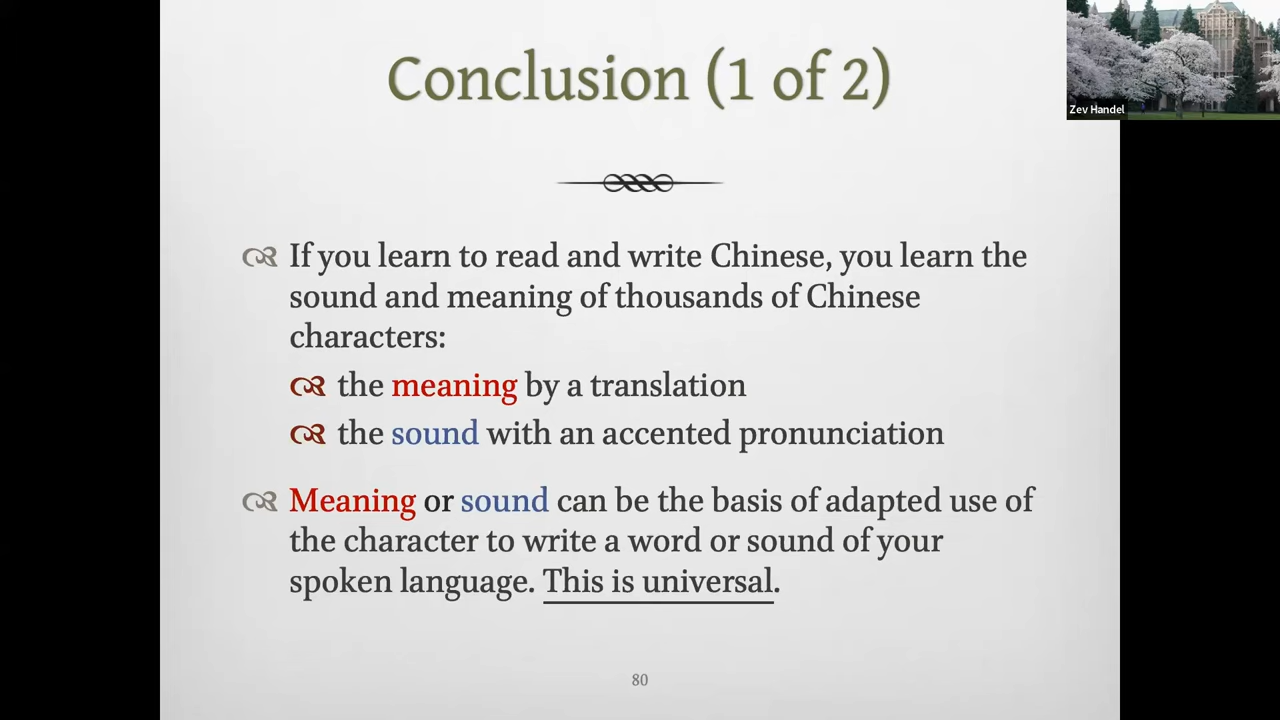 Conclusion (1 of 2)
Zev Handel
If you learn to read and write Chinese, you learn the
sound and meaning of thousands of Chinese
characters:
the meaning by a translation
the sound with an accented pronunciation
Meaning or sound can be the basis of adapted use of
the character to write a word or sound of your
spoken language. This is universal.
80